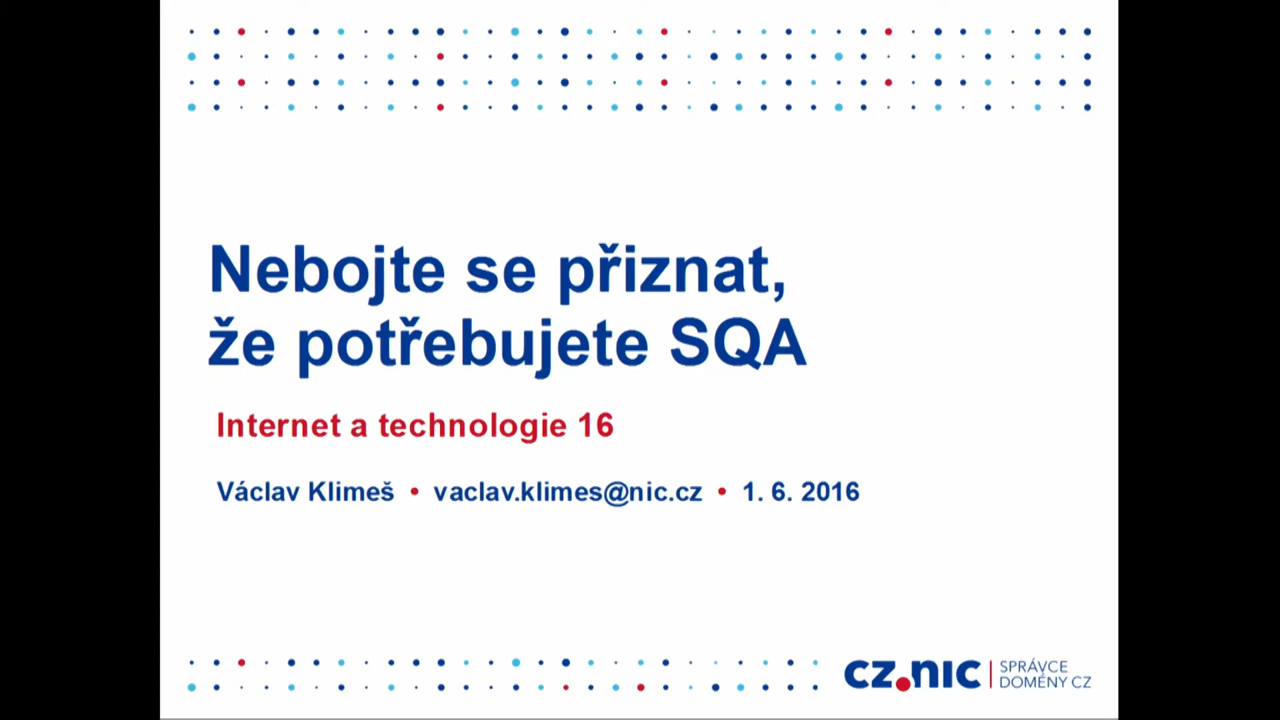 Nebojte se přiznat,
že potřebujete SQA
Internet a technologie 16
Václav Klimeš • vaclav.klimes@nic.cz • 1. 6. 2016
CZ.NIC | SPRÁVCE
DOMÉNY CZ